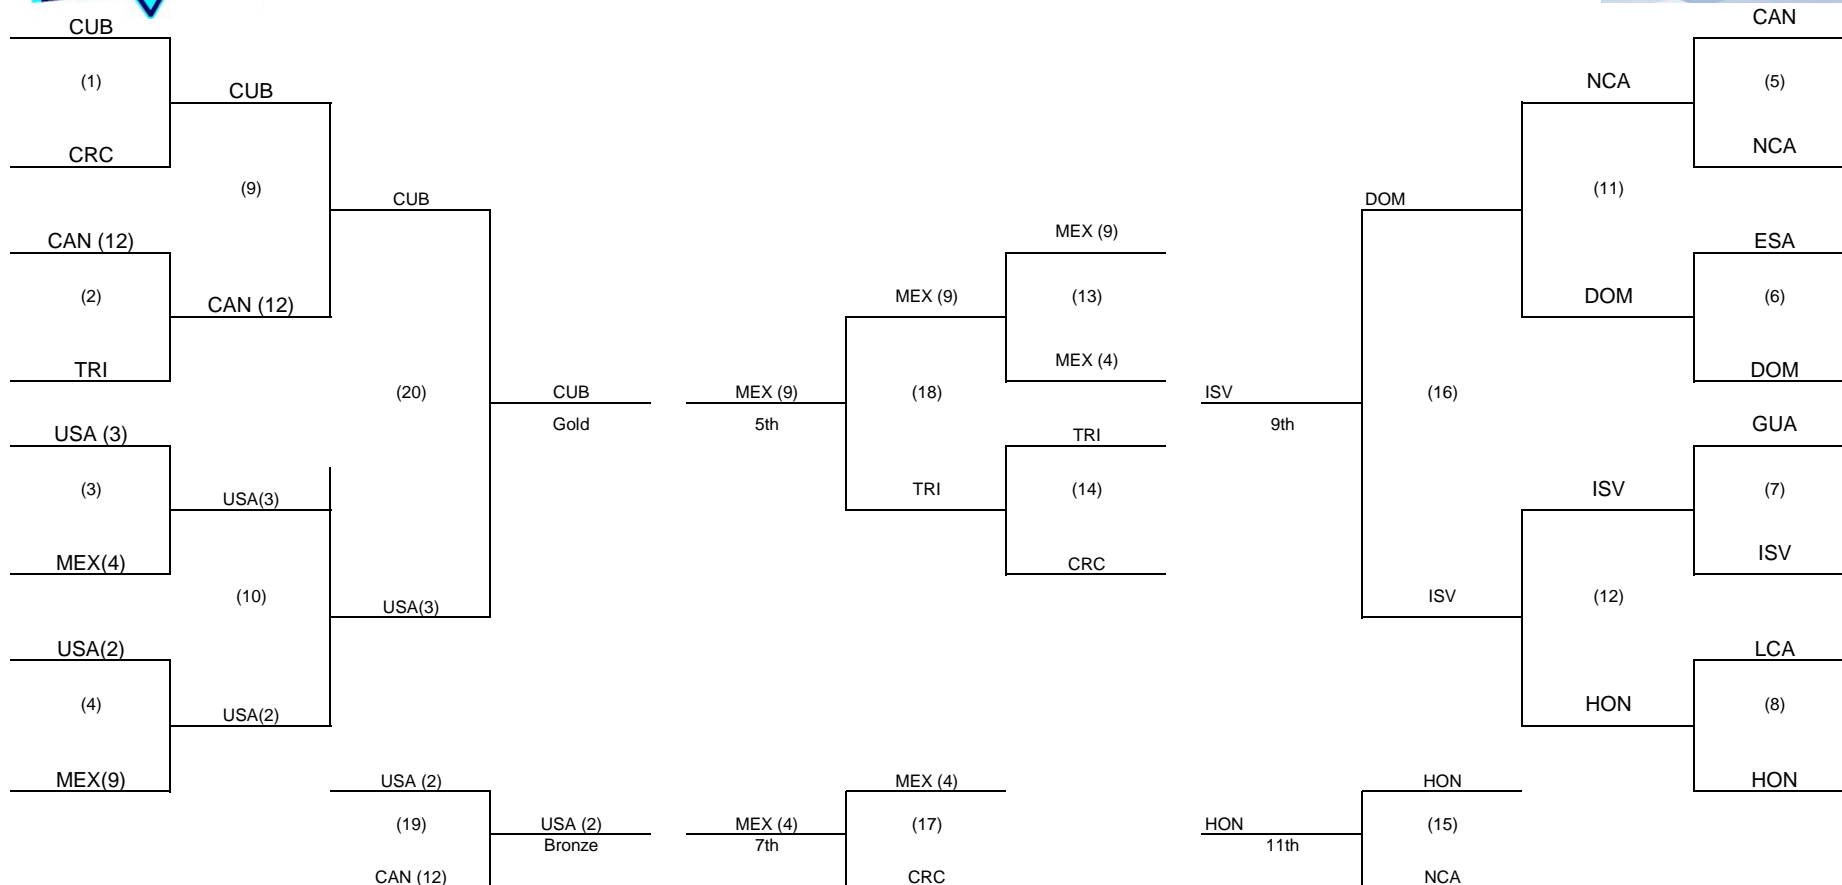 CUB
(1)
CUB
CRC
(9)
CUB
CAN (12)
(2)
CAN (12)
TRI
(20)
CUB
Gold
USA (3)
(3)
USA(3)
MEX(4)
(10)
USA(3)
USA(2)
(4)
USA(2)
MEX(9)
USA (2)
(19)
USA (2)
Bronze
CAN (12)
MEX (9)
MEX (9)
(13)
MEX (4)
MEX (9)
5th
(18)
TRI
TRI
(14)
CRC
MEX (4)
MEX (4)
7th
(17)
CRC
CAN
NCA
(5)
NCA
DOM
(11)
ESA
DOM
(6)
DOM
ISV
9th
(16)
GUA
ISV
(7)
ISV
ISV
(12)
LCA
HON
(8)
HON
HON
HON
11th
(15)
NCA